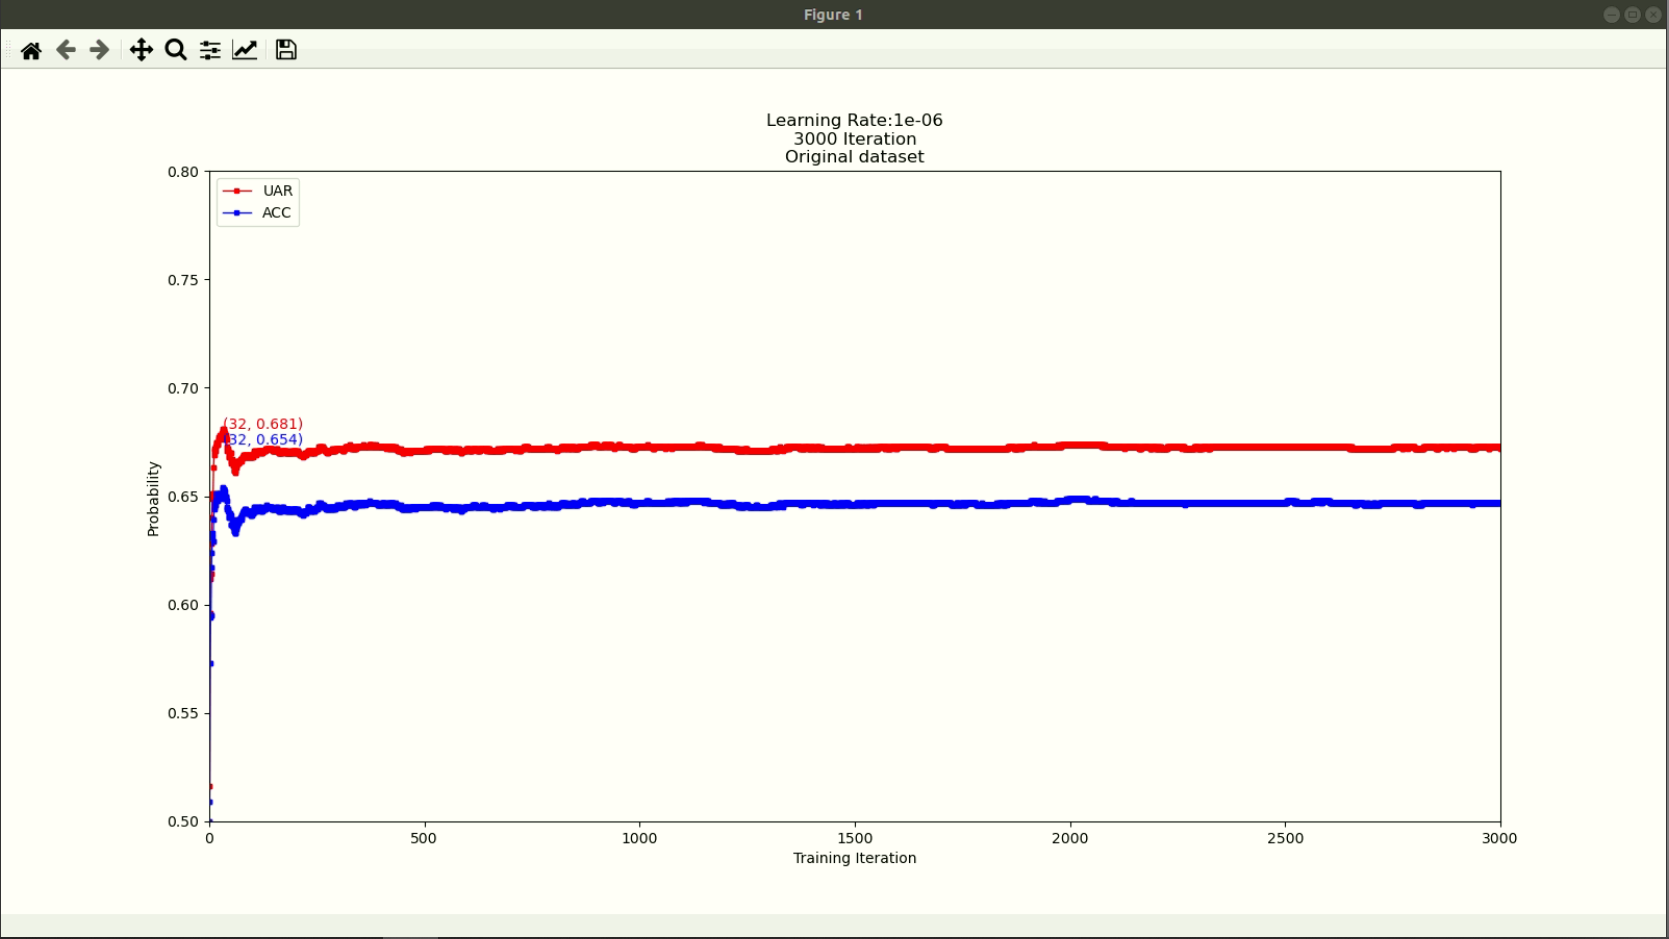 Figure 1
Learning Rate:1e-06
3000 Iteration
Original dataset
UAR
ACC
0.80
0.75
0.70
0.65
0.60
0.55
0.50
Probability
(32, 0.681)
(32, 0.654)
0 500 1000 1500 2000 2500 3000
Training Iteration